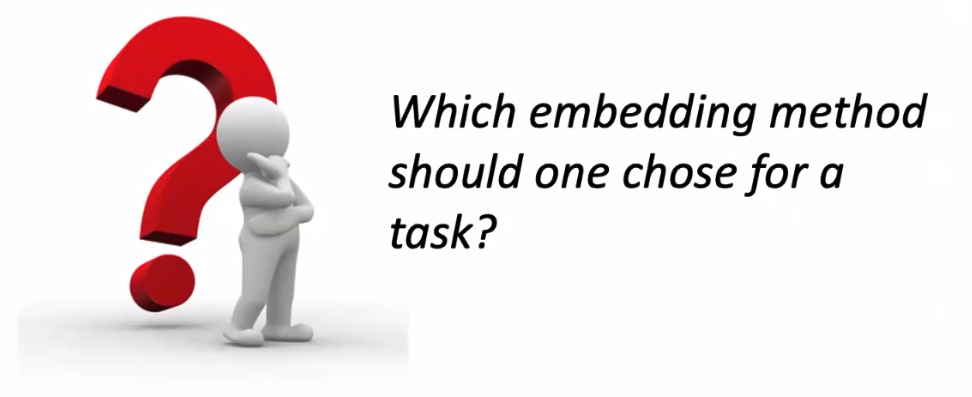 Which embedding method
should one chose for a
task?